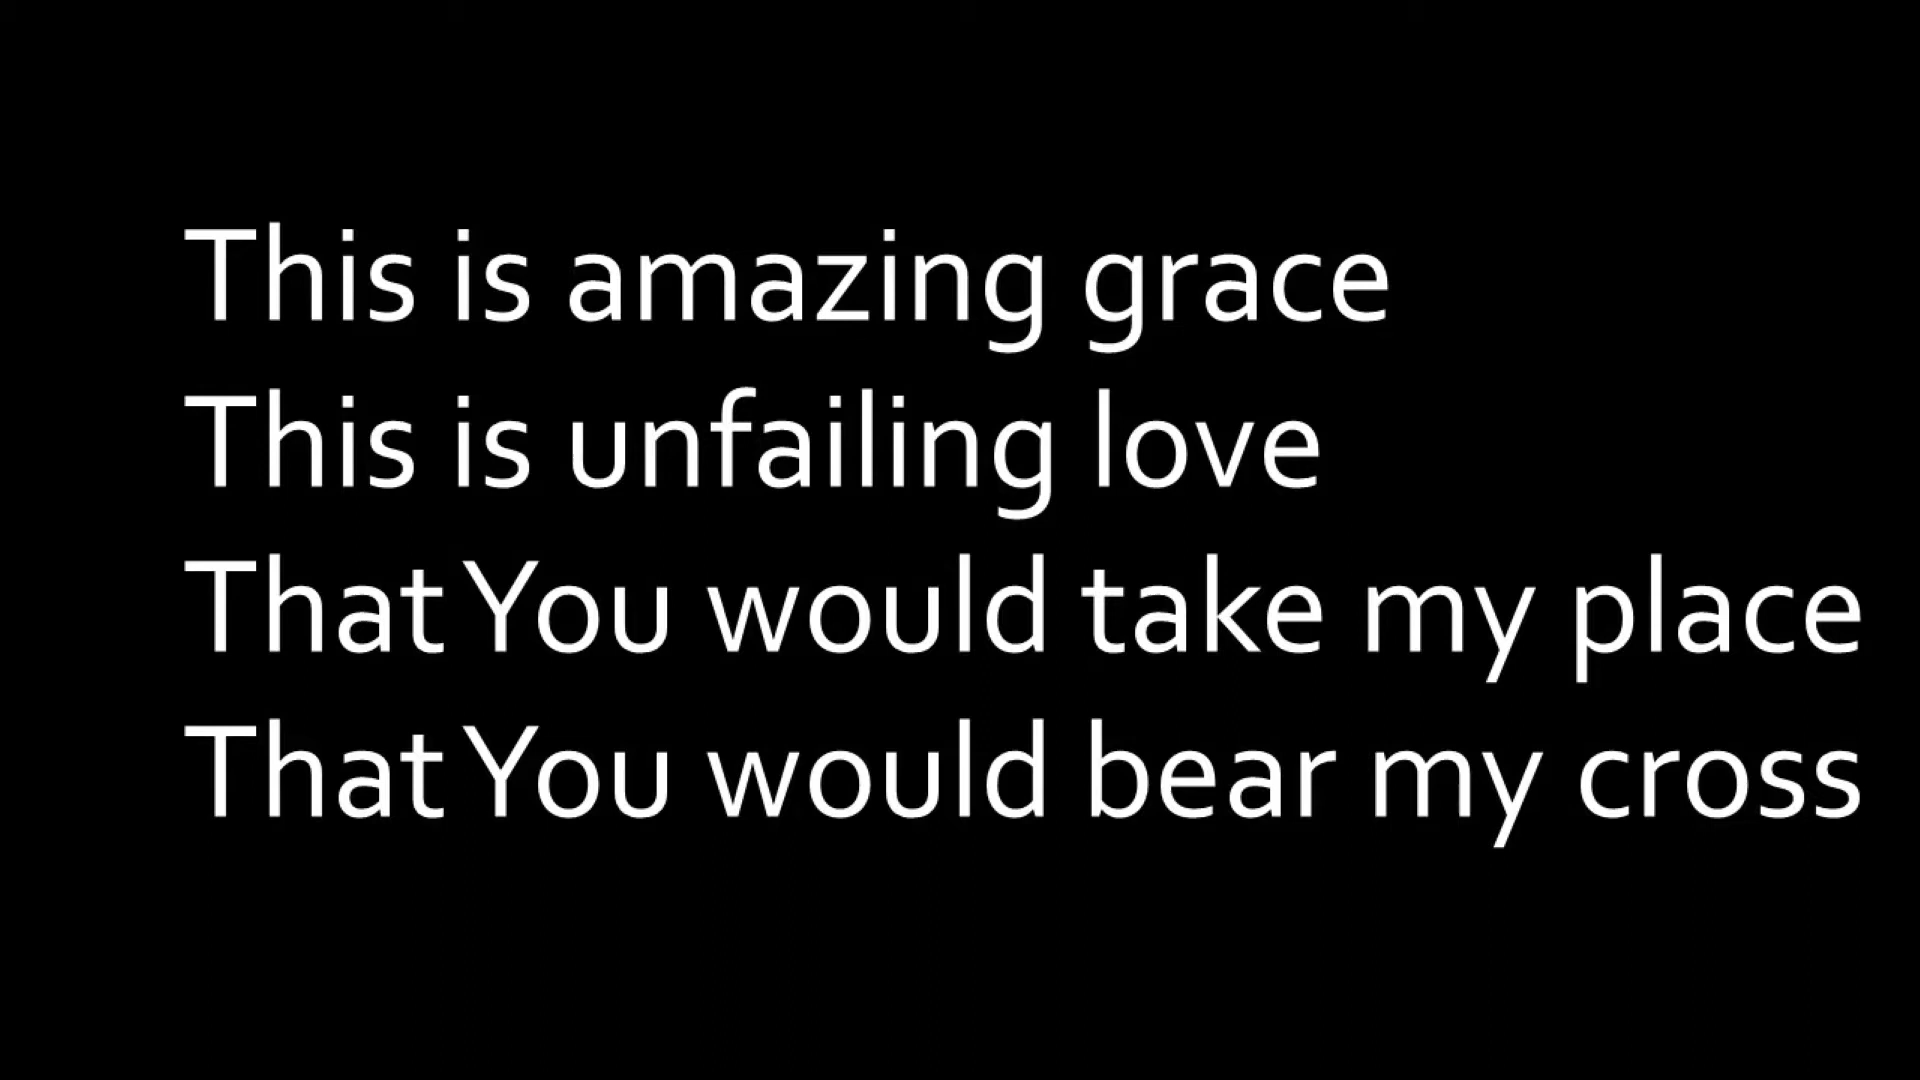 This is amazing grace
This is unfailing love
That You would take my place
That You would bear my cross